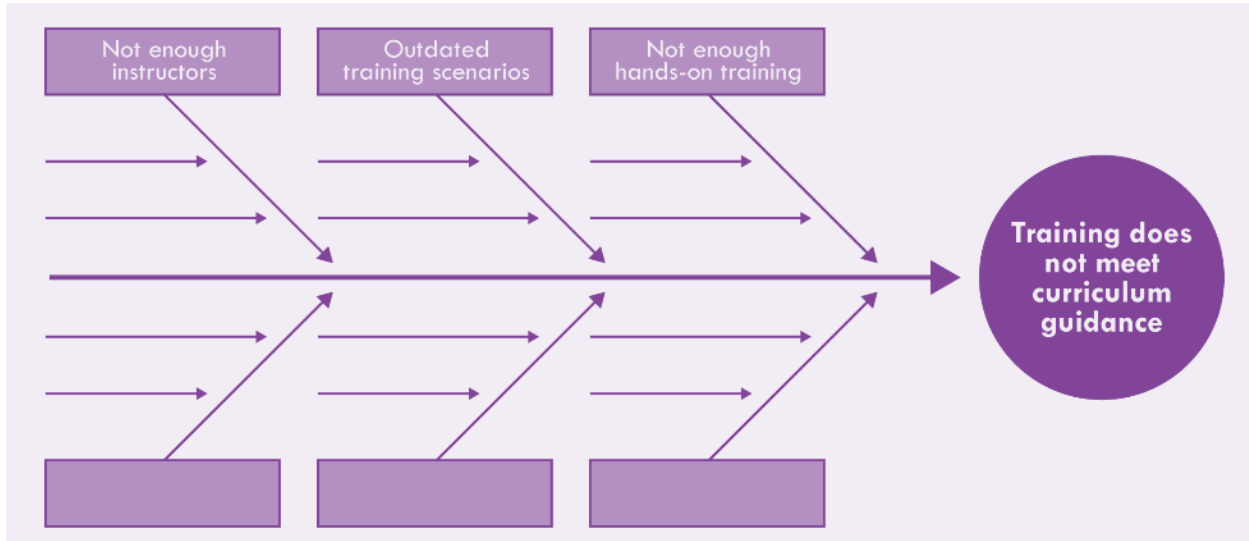 Not enough
instructors
Outdated
training scenarios
Not enough
hands-on training
Training does
not meet
curriculum
guidance